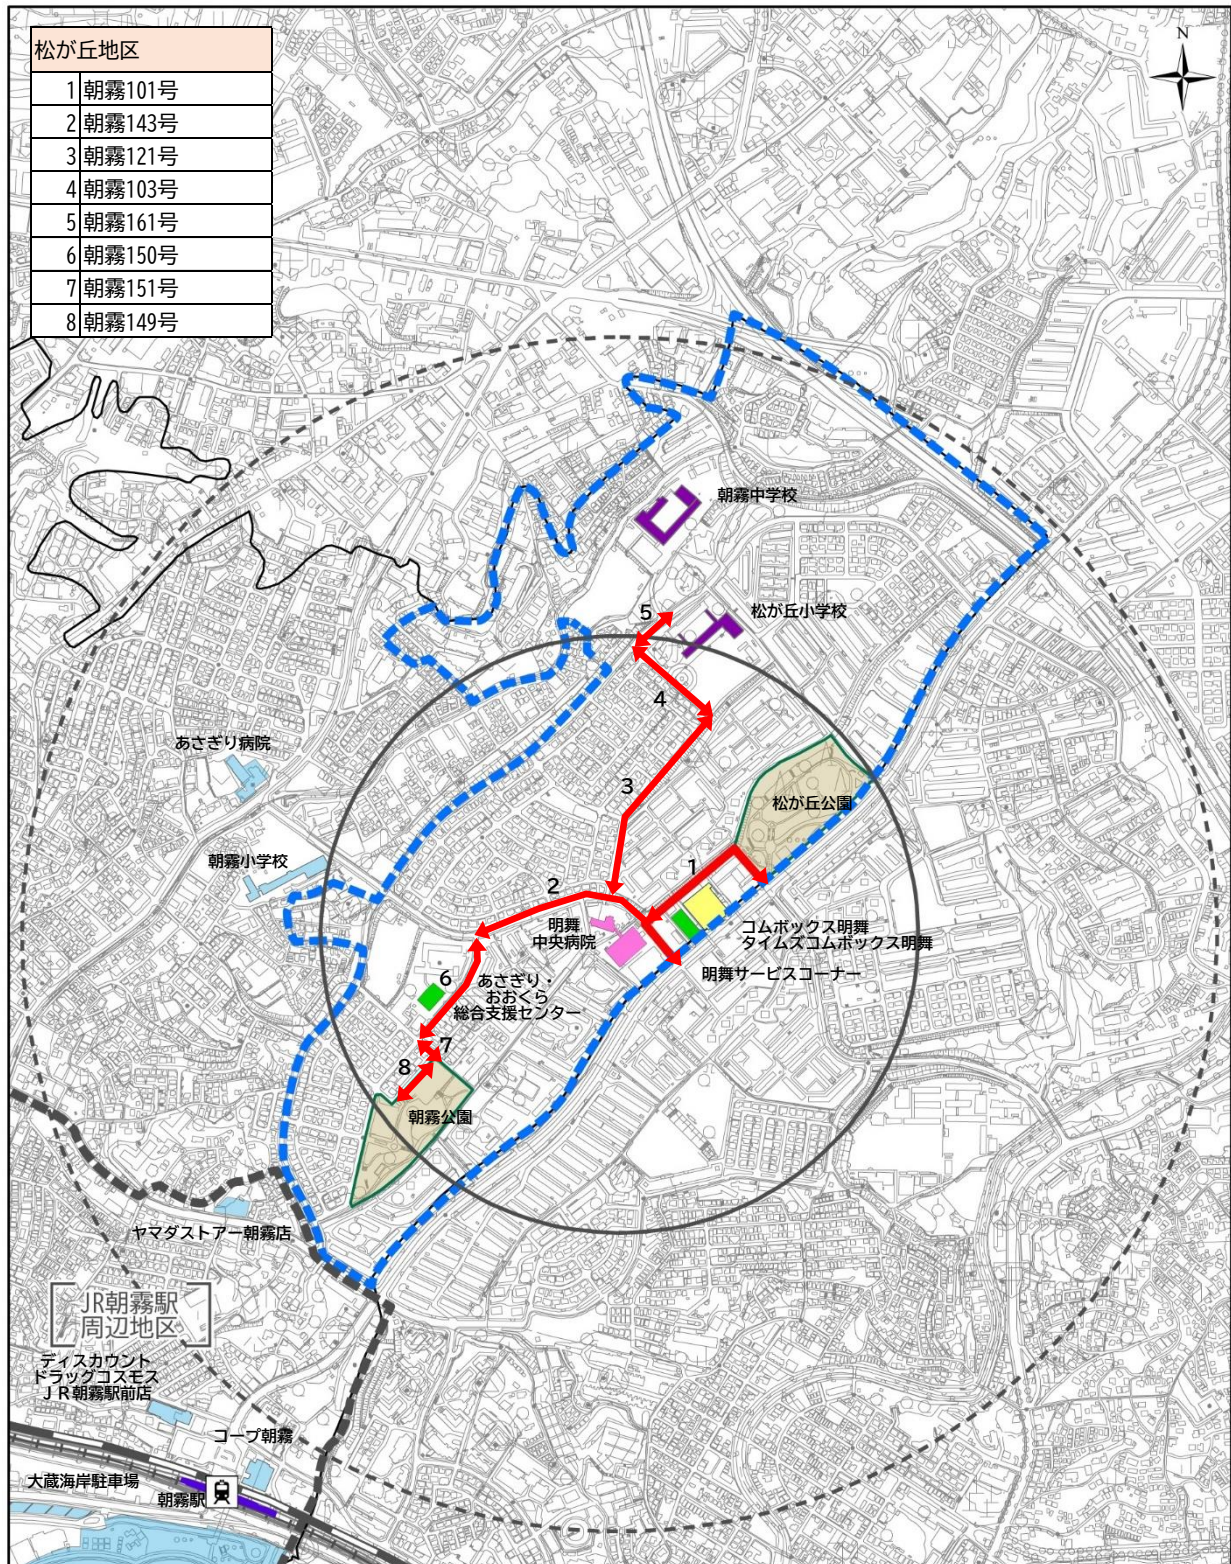 松が丘地区
1 朝霧101号
2 朝霧143号
3 朝霧121号
4 朝霧103号
5 朝霧161号
6 朝霧150号
7 朝霧151号
8 朝霧149号
N
朝霧中学校
5
松が丘小学校
4
あさぎり病院
3
松が丘公園
朝霧小学校
1
2
明舞
中央病院
コムボックス明舞
タイムズコムボックス明舞
明舞サービスコーナー
6
あさぎり・
おおくら
総合支援センター
7
8
朝霧公園
ヤマダストアー朝霧店
JR朝霧駅
周辺地区
ディスカウント
ドラッグコスモス
JR朝霧駅前店
コープ朝霧
大蔵海岸駐車場
朝霧駅